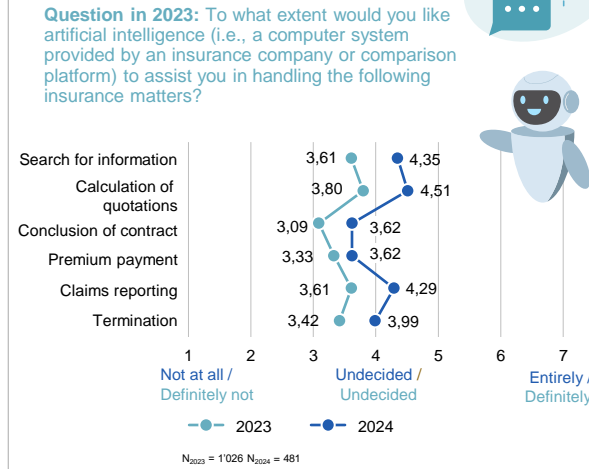 Question in 2023: To what extent would you like
artificial intelligence (i.e., a computer system
provided by an insurance company or comparison
platform) to assist you in handling the following
insurance matters?
Search for information 3,61 4,35
Calculation of
quotations 3,80 4,51
Conclusion of contract 3,09 3,62
Premium payment 3,33 3,62
Claims reporting 3,61 4,29
Termination 3,42 3,99
1 2 3 4 5 6 7
Not at all / Undecided / Entirely /
Definitely not Undecided Definitely
2023 2024
N2023 = 1'026 N2024 = 481